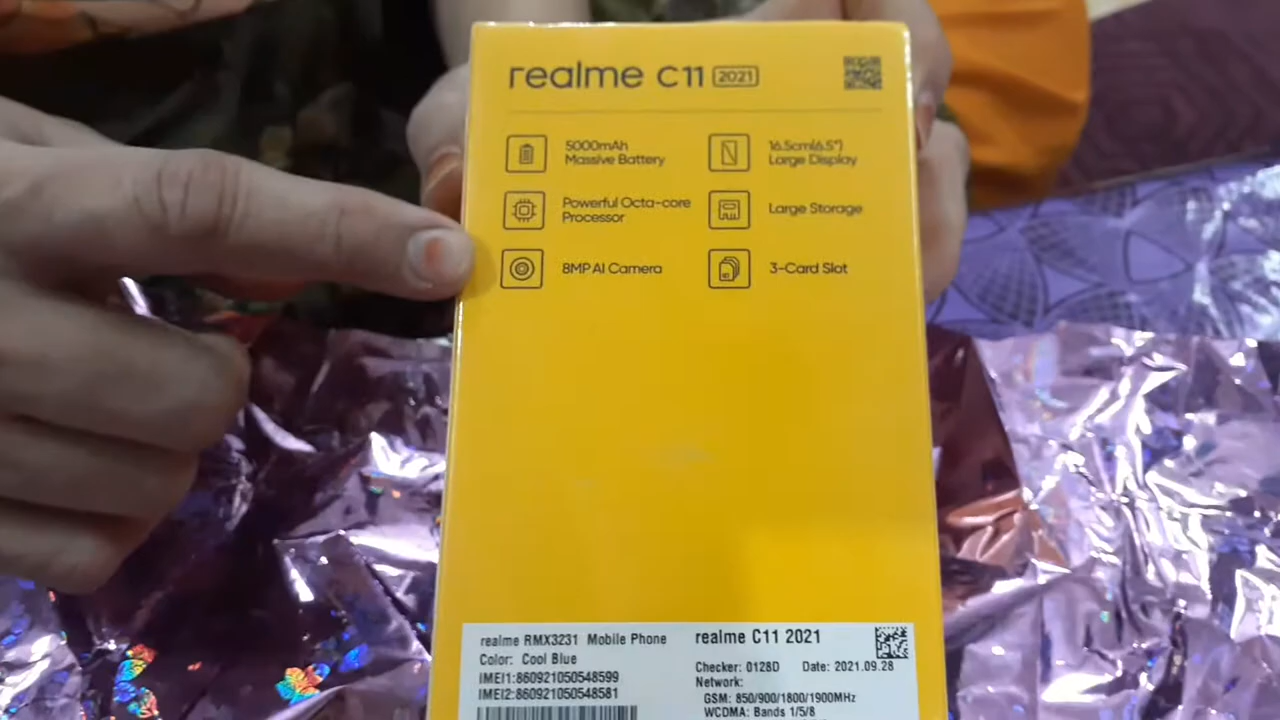 realme C11 2021
5000mAh
Massive Battery
16.5cm(6.5")
Large Display
Powerful Octa-core
Processor
Large Storage
8MP AI Camera
3-Card Slot
realme RMX3231 Mobile Phone
Color: Cool Blue
IMEI1:860921050548599
IMEI2:860921050548581
realme C11 2021
Checker: 0128D Date: 2021.09.28
Network:
GSM: 850/900/1800/1900MHz
WCDMA: Bands 1/5/8